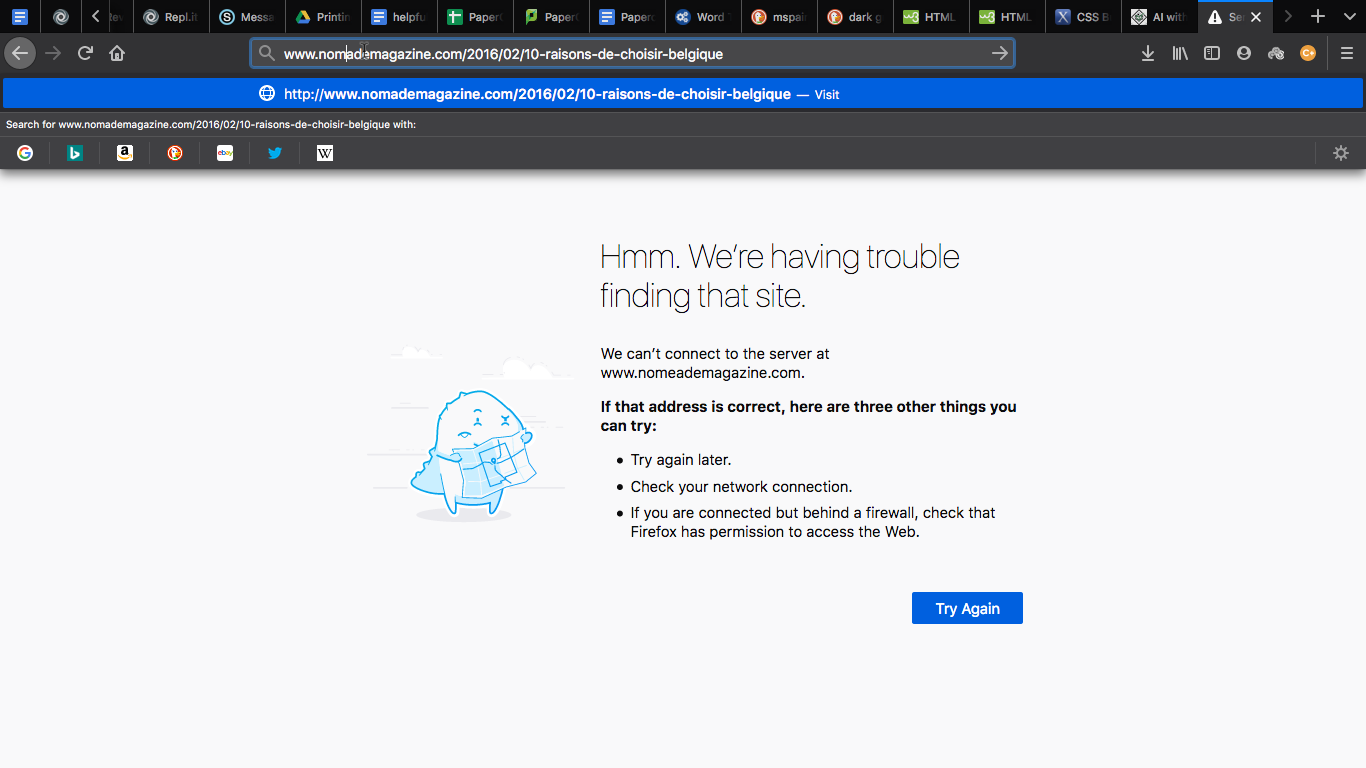 Repl.it
Messa
Printin
helpfu
Paper
Paper
Paper
Word
mspain
dark g
HTML
HTML
CSS B
AI with
Se
www.nomademagazine.com/2016/02/10-raisons-de-choisir-belgique
http://www.nomademagazine.com/2016/02/10-raisons-de-choisir-belgique — Visit
Search for www.nomademagazine.com/2016/02/10-raisons-de-choisir-belgique with:
Hmm. We’re having trouble
finding that site.
We can’t connect to the server at
www.nomeademagazine.com.
If that address is correct, here are three other things you
can try:
Try again later.
Check your network connection.
If you are connected but behind a firewall, check that
Firefox has permission to access the Web.
Try Again